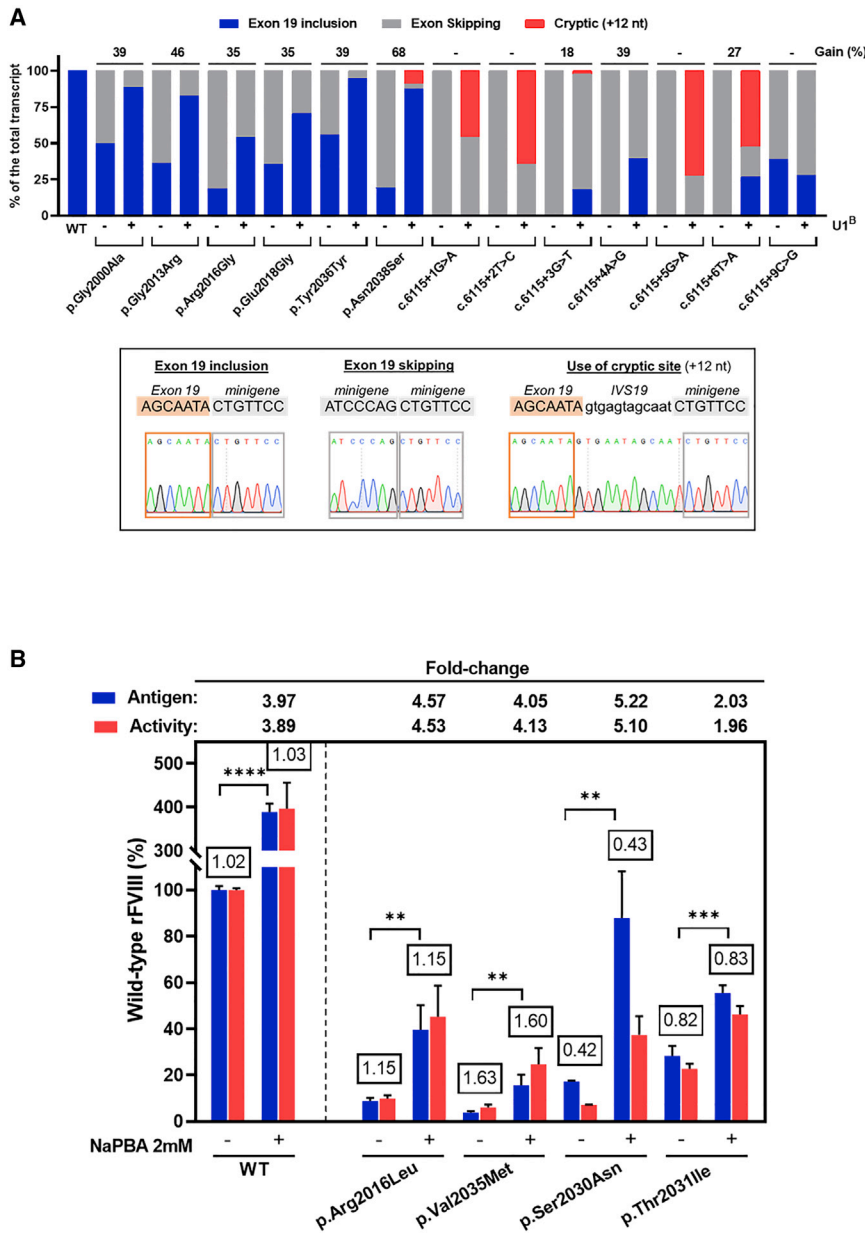 A
Exon 19 inclusion Exon Skipping Cryptic (+12 nt)
39 46 35 35 39 68 - - 18 39 - 27 - Gain (%)
% of the total transcript
100
75
50
25
0
WT - + - + - + - + - + - + - + - + - + - + - + - + - + U1B
p.Gly2000Ala
p.Gly2013Arg
p.Arg2016Gly
p.Glu2018Gly
p.Tyr2036Tyr
p.Asn2038Ser
c.6115+1G>A
c.6115+2T>C
c.6115+3G>T
c.6115+4A>G
c.6115+5G>A
c.6115+6T>A
c.6115+9C>G
Exon 19 inclusion Exon 19 skipping Use of cryptic site (+12 nt)
Exon 19 minigene minigene minigene Exon 19 IVS19 minigene
AGCAATA CTGTTCC ATCCCAG CTGTTCC AGCAATA gtgagtagcaat CTGTTCC
AGCAATACTGTTCC ATCCCAGCTGTTCC AGCAATAGTGAATAGCAATCTGTTCC
B
Fold-change
Antigen: 3.97 4.57 4.05 5.22 2.03
Activity: 3.89 4.53 4.13 5.10 1.96
Wild-type rFVIII (%)
500
400
300
100
80
60
40
20
0
1.02 **** 1.03
1.15 ** 1.15
1.63 ** 1.60
0.42 ** 0.43
0.82 *** 0.83
NaPBA 2mM - + - + - + - + - +
WT
p.Arg2016Leu
p.Val2035Met
p.Ser2030Asn
p.Thr2031Ile